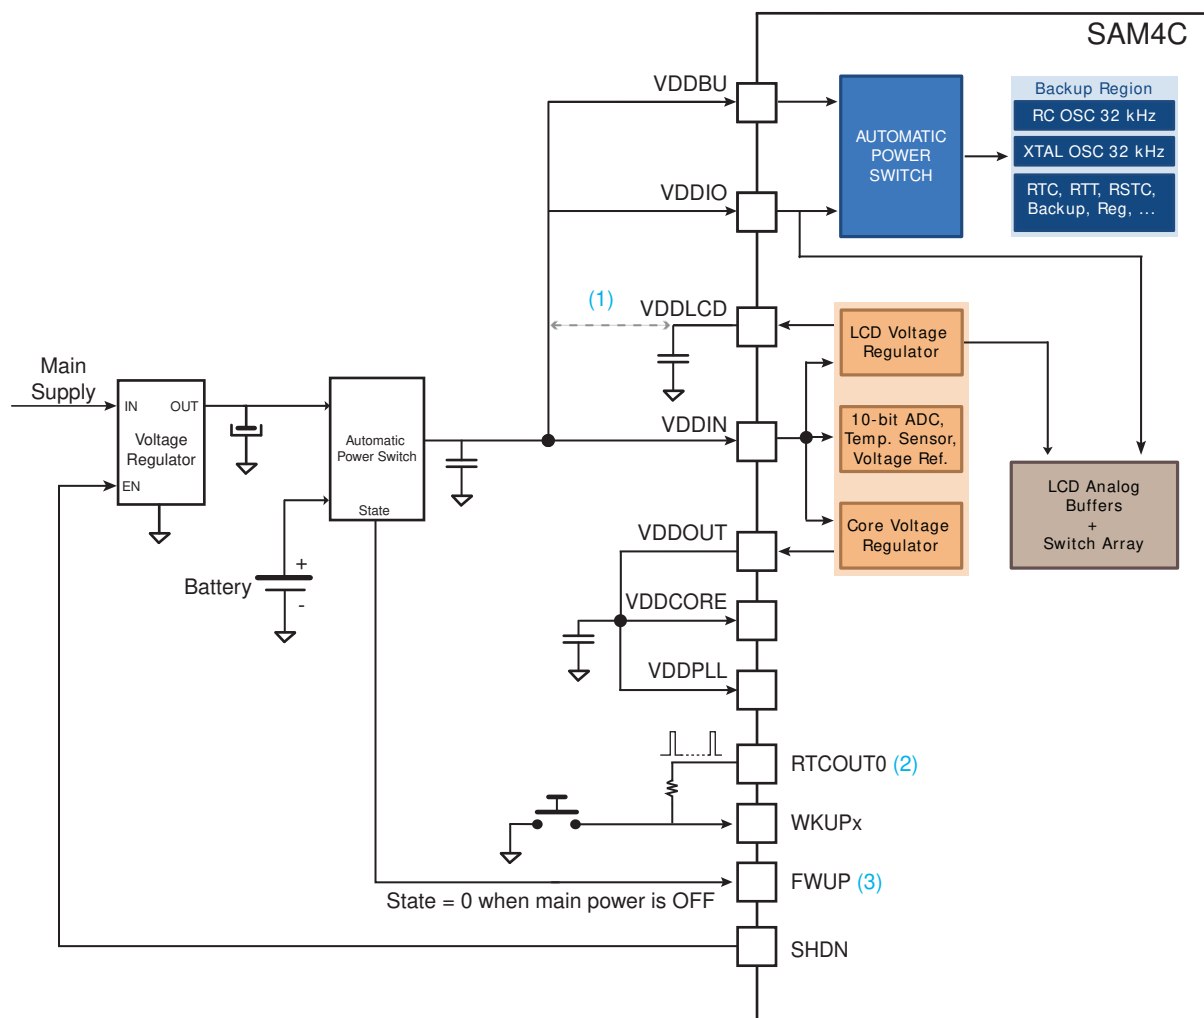 SAM4C
VDDBU
AUTOMATIC
POWER
SWITCH
Backup Region
RC OSC 32 kHz
XTAL OSC 32 kHz
RTC, RTT, RSTC,
Backup, Reg, ...
VDDIO
(1)
VDDLCD
LCD Voltage
Regulator
Main
Supply
IN
OUT
Voltage
Regulator
EN
Automatic
Power Switch
State
VDDIN
10-bit ADC,
Temp. Sensor,
Voltage Ref.
LCD Analog
Buffers
+
Switch Array
Core Voltage
Regulator
VDDOUT
Battery
+
-
VDDCORE
VDDPLL
RTCOUT0 (2)
WKUPx
FWUP (3)
State = 0 when main power is OFF
SHDN